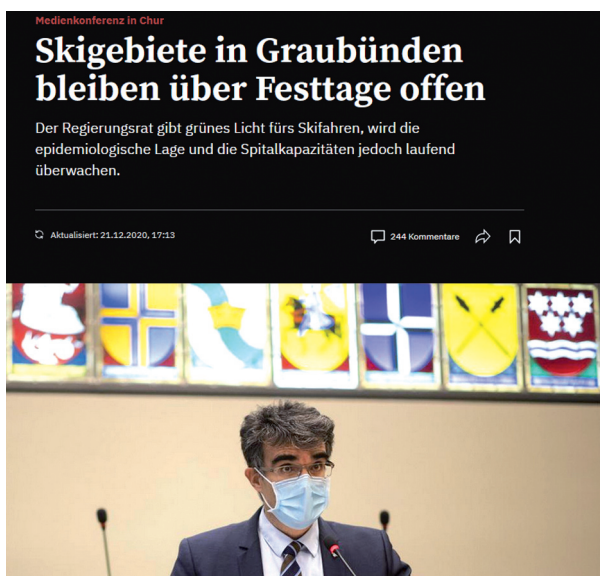 Medienkonferenz in Chur
Skigebiete in Graubünden
bleiben über Festtage offen
Der Regierungsrat gibt grünes Licht fürs Skifahren, wird die
epidemiologische Lage und die Spitalkapazitäten jedoch laufend
überwachen.
Aktualisiert: 21.12.2020, 17:13
244 Kommentare